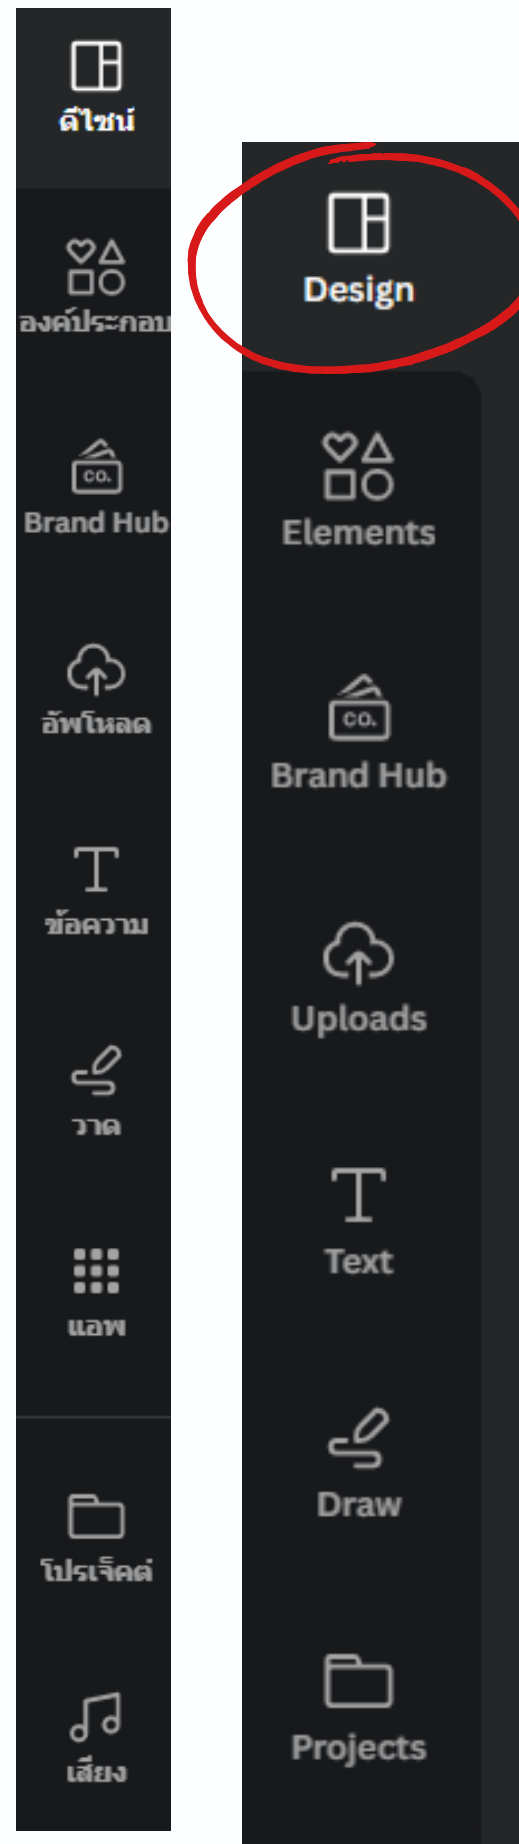 ดีไซน์
องค์ประกอบ
CO.
Brand Hub
อัพโหลด
ข้อความ
วาด
แอพ
โปรเจ็คต์
เสียง
Design
Elements
CO.
Brand Hub
Uploads
Text
Draw
Projects